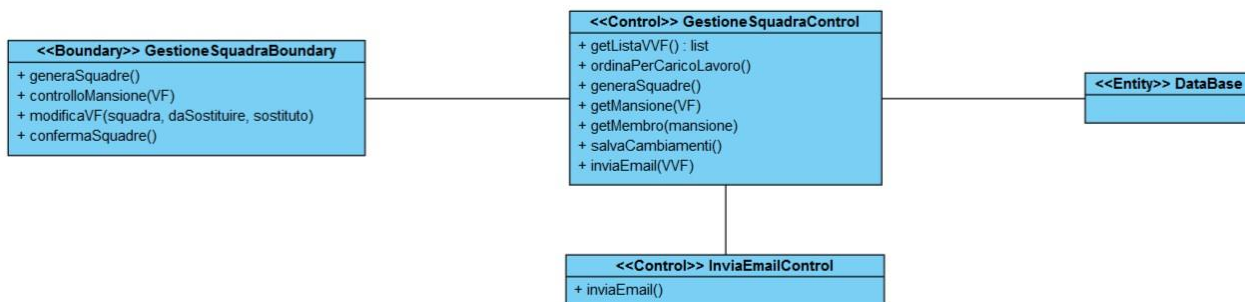 <<Boundary>> GestioneSquadraBoundary
+ generaSquadre()
+ controlloMansione(VF)
+ modificaVF(squadra, daSostituire, sostituto)
+ confermaSquadre()
<<Control>> GestioneSquadraControl
+ getListaVVF() : list
+ ordinaPerCaricoLavoro()
+ generaSquadre()
+ getMansione(VF)
+ getMembro(mansione)
+ salvaCambiamenti()
+ inviaEmail(VVF)
<<Entity>> DataBase
<<Control>> InviaEmailControl
+ inviaEmail()